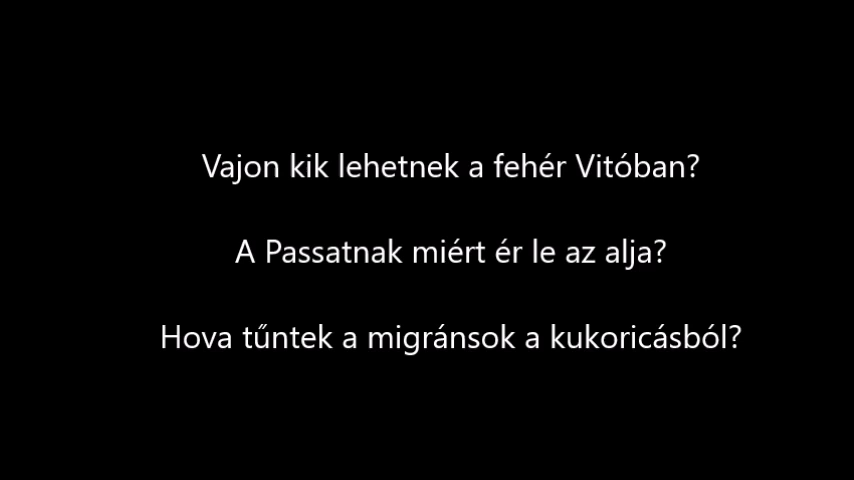 Vajon kik lehetnek a fehér Vitóban?
A Passatnak miért ér le az alja?
Hova tűntek a migránsok a kukoricásból?